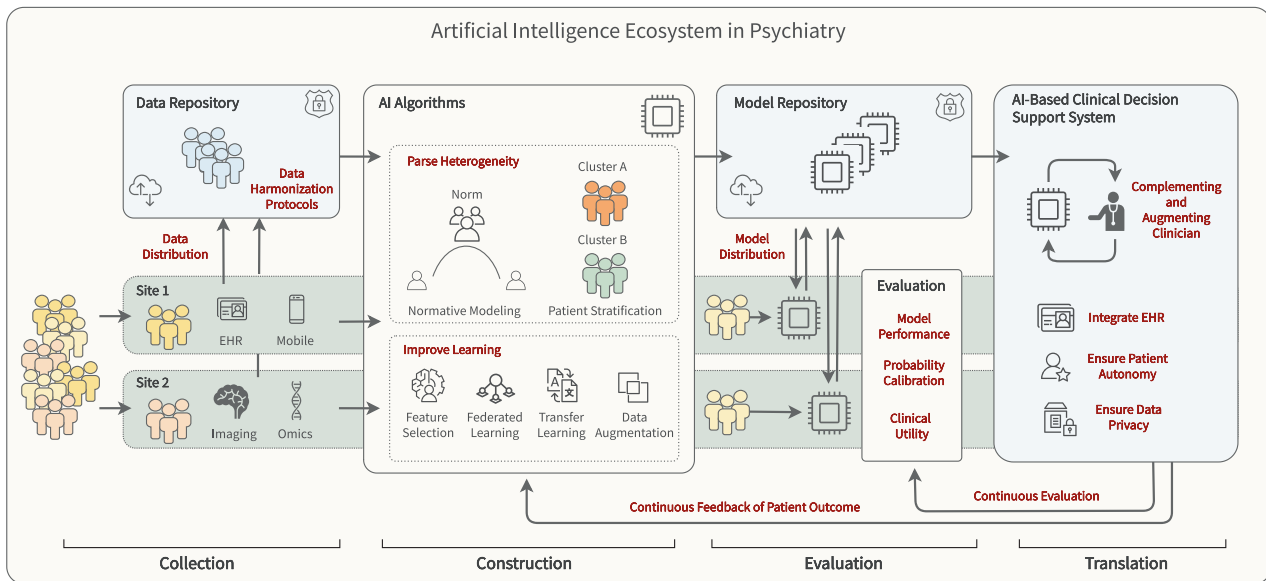 Artificial Intelligence Ecosystem in Psychiatry
Data Repository
Data
Harmonization
Protocols
Data
Distribution
Site 1
EHR
Mobile
Site 2
Imaging
Omics
AI Algorithms
Parse Heterogeneity
Norm
Normative Modeling
Cluster A
Cluster B
Patient Stratification
Improve Learning
Feature
Selection
Federated
Learning
Transfer
Learning
Data
Augmentation
A
文
Model Repository
Model
Distribution
Evaluation
Model
Performance
Probability
Calibration
Clinical
Utility
AI-Based Clinical Decision
Support System
Complementing
and
Augmenting
Clinician
Integrate EHR
Ensure Patient
Autonomy
Ensure Data
Privacy
Continuous Feedback of Patient Outcome
Continuous Evaluation
Collection
Construction
Evaluation
Translation